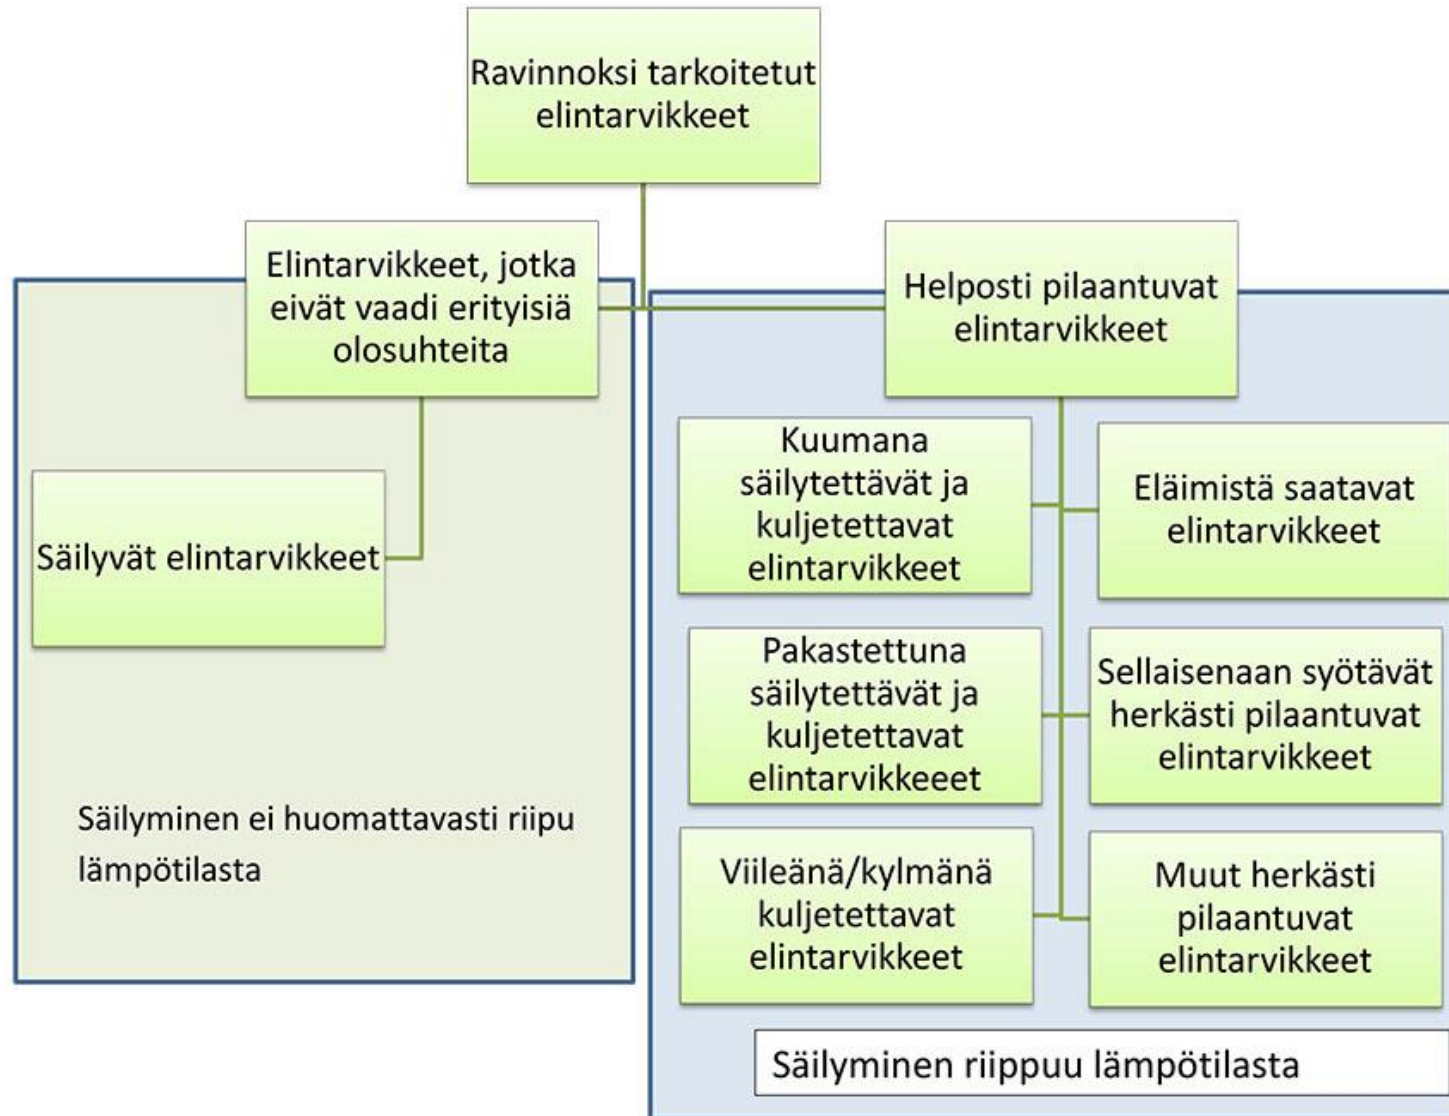 Ravinnoksi tarkoitetut
elintarvikkeet
Elintarvikkeet, jotka
eivät vaadi erityisiä
olosuhteita
Säilyvät elintarvikkeet
Säilyminen ei huomattavasti riipu
lämpötilasta
Helposti pilaantuvat
elintarvikkeet
Kuumana
säilytettävät ja
kuljetettavat
elintarvikkeet
Eläimistä saatavat
elintarvikkeet
Pakastettuna
säilytettävät ja
kuljetettavat
elintarvikkeeet
Sellaisenaan syötävät
herkästi pilaantuvat
elintarvikkeet
Viileänä/kylmänä
kuljetettavat
elintarvikkeet
Muut herkästi
pilaantuvat
elintarvikkeet
Säilyminen riippuu lämpötilasta